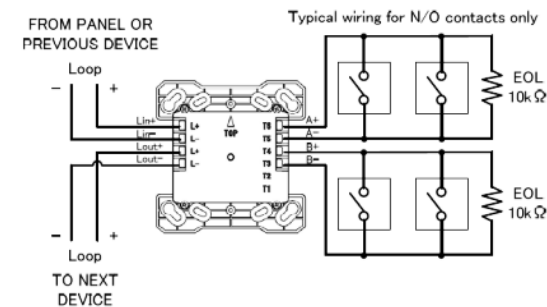 FROM PANEL OR
PREVIOUS DEVICE
Typical wiring for N/O contacts only
Loop
- +
Lin+
Lin-
Lout+
Lout-
L+
L-
L+
L-
TOP
T6
T5
T4
T3
T2
T1
A+
A-
B+
B-
EOL
10kΩ
EOL
10kΩ
- +
Loop
TO NEXT
DEVICE